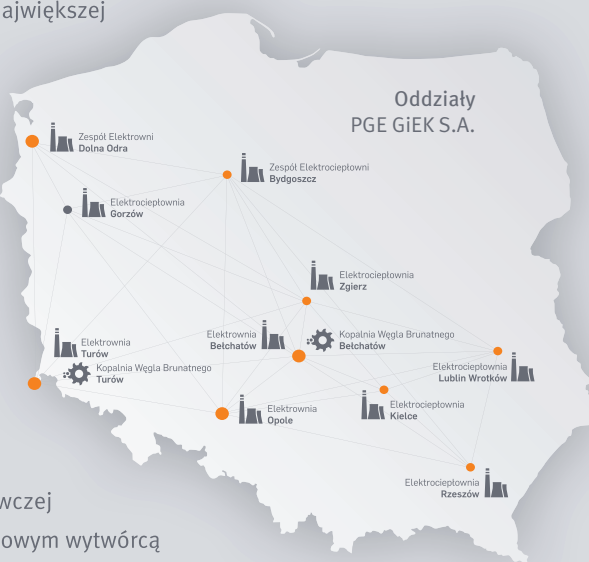 ajwiększej
Oddziały
PGE GiEK S.A.
Zespół Elektrowni
Dolna Odra
Zespół Elektrociepłowni
Bydgoszcz
Elektrociepłownia
Gorzów
Elektrociepłownia
Zgierz
Elektrownia
Bełchatów
Kopalnia Węgla Brunatnego
Bełchatów
Elektrownia
Turów
Kopalnia Węgla Brunatnego
Turów
Elektrociepłownia
Lublin Wrotków
Elektrownia
Opole
Elektrociepłownia
Kielce
Elektrociepłownia
Rzeszów
wczej
owym wytwórcą